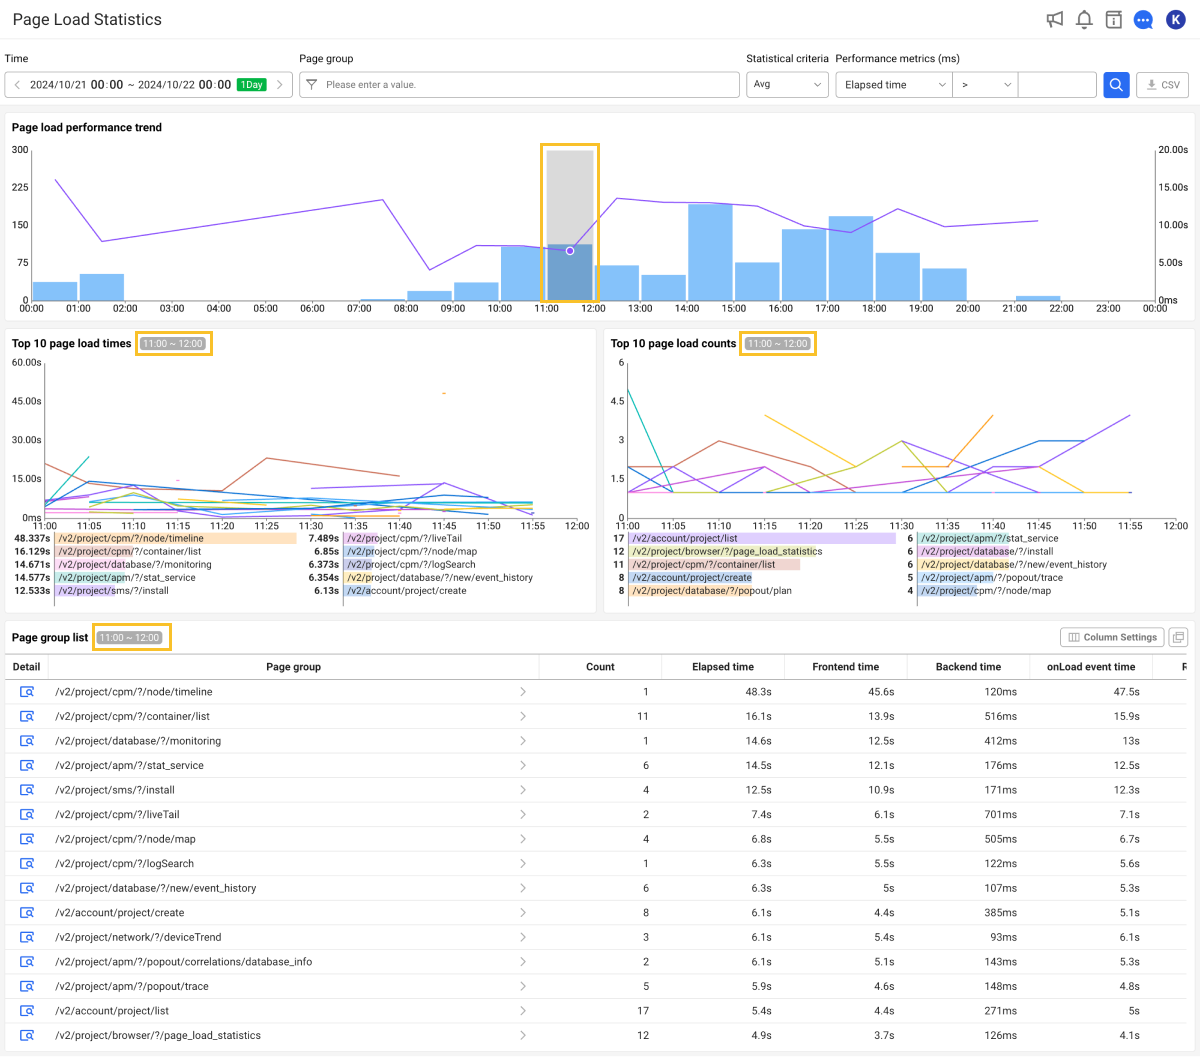 Page Load Statistics
K
Time
Page group
Statistical criteria
Performance metrics (ms)
2024/10/21 00:00 ~ 2024/10/22 00:00 1Day
Please enter a value.
Avg
Elapsed time
>
CSV
Page load performance trend
300
225
150
75
0
20.00s
15.00s
10.00s
5.00s
0ms
00:00 01:00 02:00 03:00 04:00 05:00 06:00 07:00 08:00 09:00 10:00 11:00 12:00 13:00 14:00 15:00 16:00 17:00 18:00 19:00 20:00 21:00 22:00 23:00 00:00
Top 10 page load times 11:00 ~ 12:00
60.00s
45.00s
30.00s
15.00s
0ms
11:00 11:05 11:10 11:15 11:20 11:25 11:30 11:35 11:40 11:45 11:50 11:55 12:00
48.337s /v2/project/cpm/?/node/timeline
16.129s /v2/project/cpm/?/container/list
14.671s /v2/project/database/?/monitoring
14.577s /v2/project/apm/?/stat_service
12.533s /v2/project/sms/?/install
7.489s /v2/project/cpm/?/liveTail
6.85s /v2/project/cpm/?/node/map
6.373s /v2/project/cpm/?/logSearch
6.354s /v2/project/database/?/new/event_history
6.13s /v2/account/project/create
Top 10 page load counts 11:00 ~ 12:00
6
4.5
3
1.5
0
11:00 11:05 11:10 11:15 11:20 11:25 11:30 11:35 11:40 11:45 11:50 11:55 12:00
17 /v2/account/project/list
12 /v2/project/browser/?/page_load_statistics
11 /v2/project/cpm/?/container/list
8 /v2/account/project/create
8 /v2/project/database/?/popout/plan
6 /v2/project/apm/?/stat_service
6 /v2/project/database/?/install
6 /v2/project/database/?/new/event_history
5 /v2/project/apm/?/popout/trace
4 /v2/project/cpm/?/node/map
Page group list 11:00 ~ 12:00
Column Settings
Detail Page group Count Elapsed time Frontend time Backend time onLoad event time
/v2/project/cpm/?/node/timeline 1 48.3s 45.6s 120ms 47.5s
/v2/project/cpm/?/container/list 11 16.1s 13.9s 516ms 15.9s
/v2/project/database/?/monitoring 1 14.6s 12.5s 412ms 13s
/v2/project/apm/?/stat_service 6 14.5s 12.1s 176ms 12.5s
/v2/project/sms/?/install 4 12.5s 10.9s 171ms 12.3s
/v2/project/cpm/?/liveTail 2 7.4s 6.1s 701ms 7.1s
/v2/project/cpm/?/node/map 4 6.8s 5.5s 505ms 6.7s
/v2/project/cpm/?/logSearch 1 6.3s 5.5s 122ms 5.6s
/v2/project/database/?/new/event_history 6 6.3s 5s 107ms 5.3s
/v2/account/project/create 8 6.1s 4.4s 385ms 5.1s
/v2/project/network/?/deviceTrend 3 6.1s 5.4s 93ms 6.1s
/v2/project/apm/?/popout/correlations/database_info 2 6.1s 5.1s 143ms 5.3s
/v2/project/apm/?/popout/trace 5 5.9s 4.6s 148ms 4.8s
/v2/account/project/list 17 5.4s 4.4s 271ms 5s
/v2/project/browser/?/page_load_statistics 12 4.9s 3.7s 126ms 4.1s